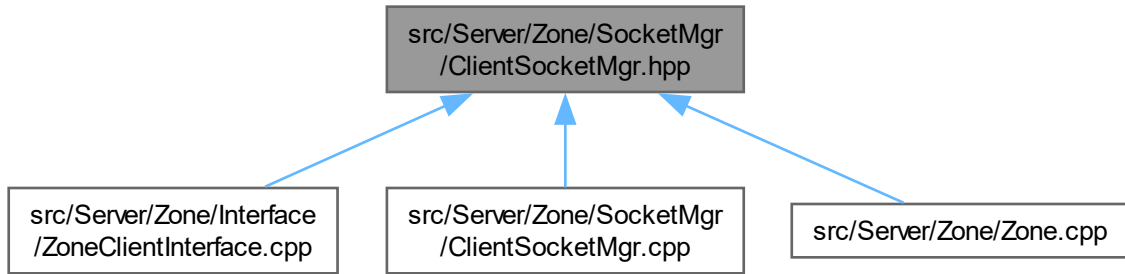 src/Server/Zone/SocketMgr
/ClientSocketMgr.hpp
src/Server/Zone/Interface
/ZoneClientInterface.cpp
src/Server/Zone/SocketMgr
/ClientSocketMgr.cpp
src/Server/Zone/Zone.cpp